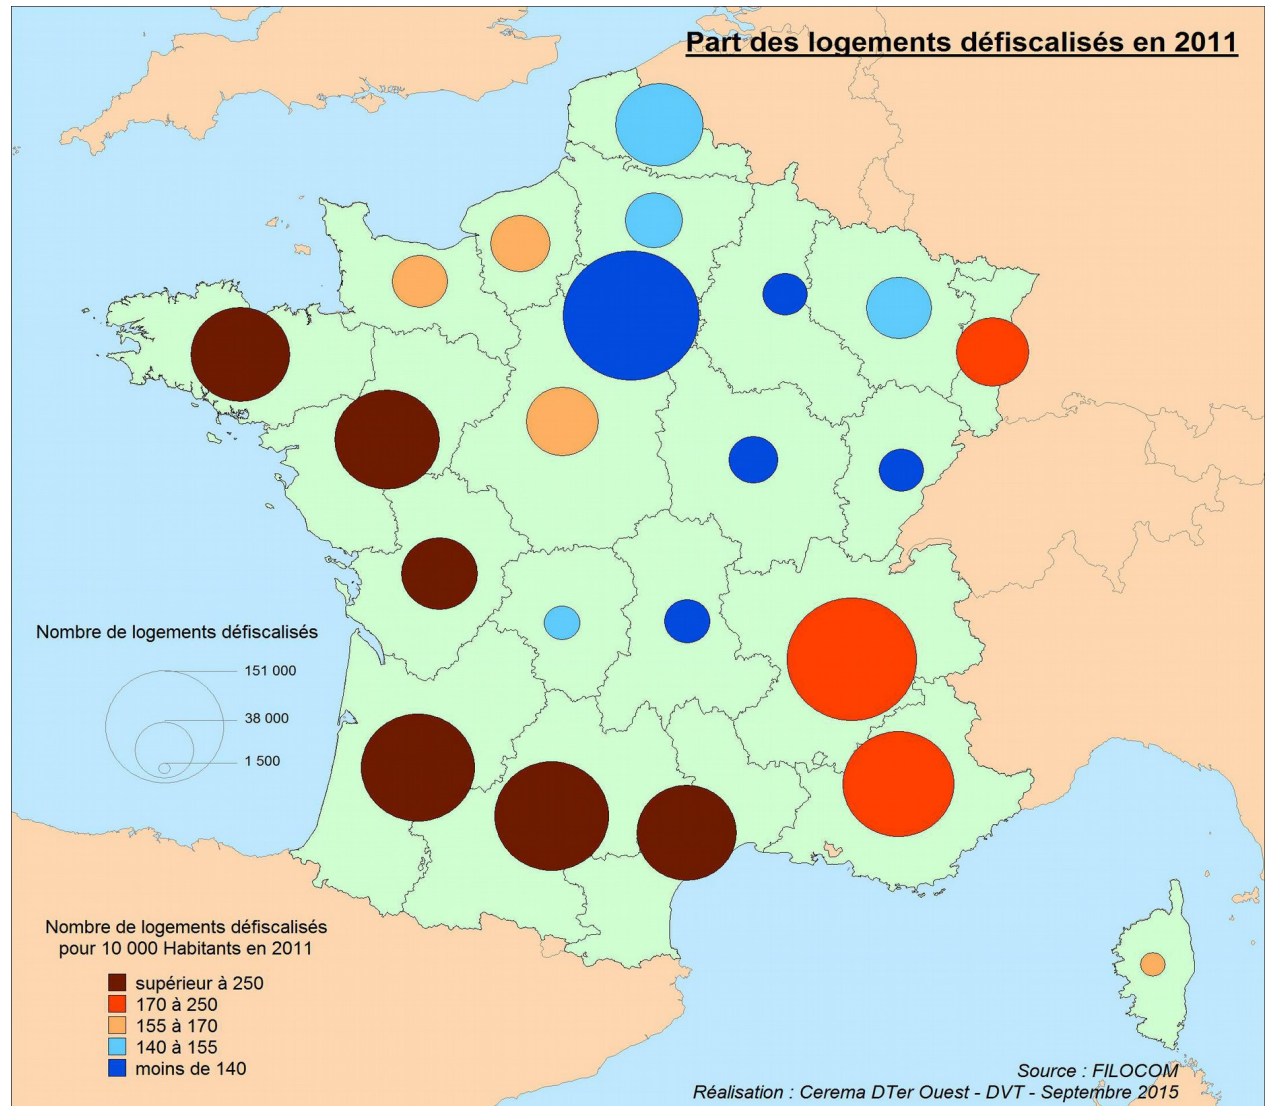 Part des logements défiscalisés en 2011
Nombre de logements défiscalisés
151 000
38 000
1 500
Nombre de logements défiscalisés
pour 10 000 Habitants en 2011
supérieur à 250
170 à 250
155 à 170
140 à 155
moins de 140
Source : FILOCOM
Réalisation : Cerema DTer Ouest - DVT - Septembre 2015